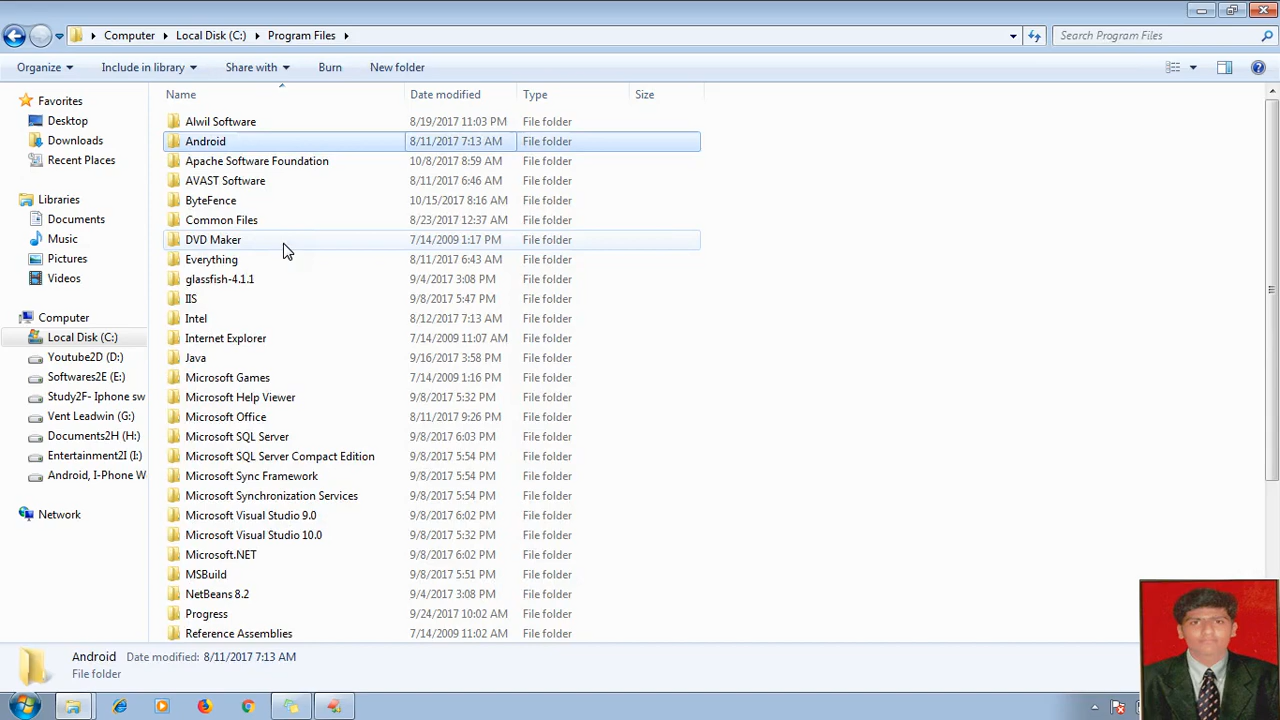 Computer Local Disk (C:) Program Files Search Program Files
Organize Include in library Share with Burn New folder
Favorites
Desktop
Downloads
Recent Places
Libraries
Documents
Music
Pictures
Videos
Computer
Local Disk (C:)
Youtube2D (D:)
Softwares2E (E:)
Study2F- Iphone sw
Vent Leadwin (G:)
Documents2H (H:)
Entertainment2I (I:)
Android, I-Phone W
Network
Name Date modified Type Size
Alwil Software 8/19/2017 11:03 PM File folder
Android 8/11/2017 7:13 AM File folder
Apache Software Foundation 10/8/2017 8:59 AM File folder
AVAST Software 8/11/2017 6:46 AM File folder
ByteFence 10/15/2017 8:16 AM File folder
Common Files 8/23/2017 12:37 AM File folder
DVD Maker 7/14/2009 1:17 PM File folder
Everything 8/11/2017 6:43 AM File folder
glassfish-4.1.1 9/4/2017 3:08 PM File folder
IIS 9/8/2017 5:47 PM File folder
Intel 8/12/2017 7:13 AM File folder
Internet Explorer 7/14/2009 11:07 AM File folder
Java 9/16/2017 3:58 PM File folder
Microsoft Games 7/14/2009 1:16 PM File folder
Microsoft Help Viewer 9/8/2017 5:32 PM File folder
Microsoft Office 8/11/2017 9:26 PM File folder
Microsoft SQL Server 9/8/2017 6:03 PM File folder
Microsoft SQL Server Compact Edition 9/8/2017 5:54 PM File folder
Microsoft Sync Framework 9/8/2017 5:54 PM File folder
Microsoft Synchronization Services 9/8/2017 5:54 PM File folder
Microsoft Visual Studio 9.0 9/8/2017 6:02 PM File folder
Microsoft Visual Studio 10.0 9/8/2017 5:54 PM File folder
Microsoft.NET 9/8/2017 6:02 PM File folder
MSBuild 9/8/2017 5:51 PM File folder
NetBeans 8.2 9/4/2017 3:08 PM File folder
Progress 9/24/2017 10:02 AM File folder
Reference Assemblies 7/14/2009 11:02 AM File folder
Android Date modified: 8/11/2017 7:13 AM
File folder